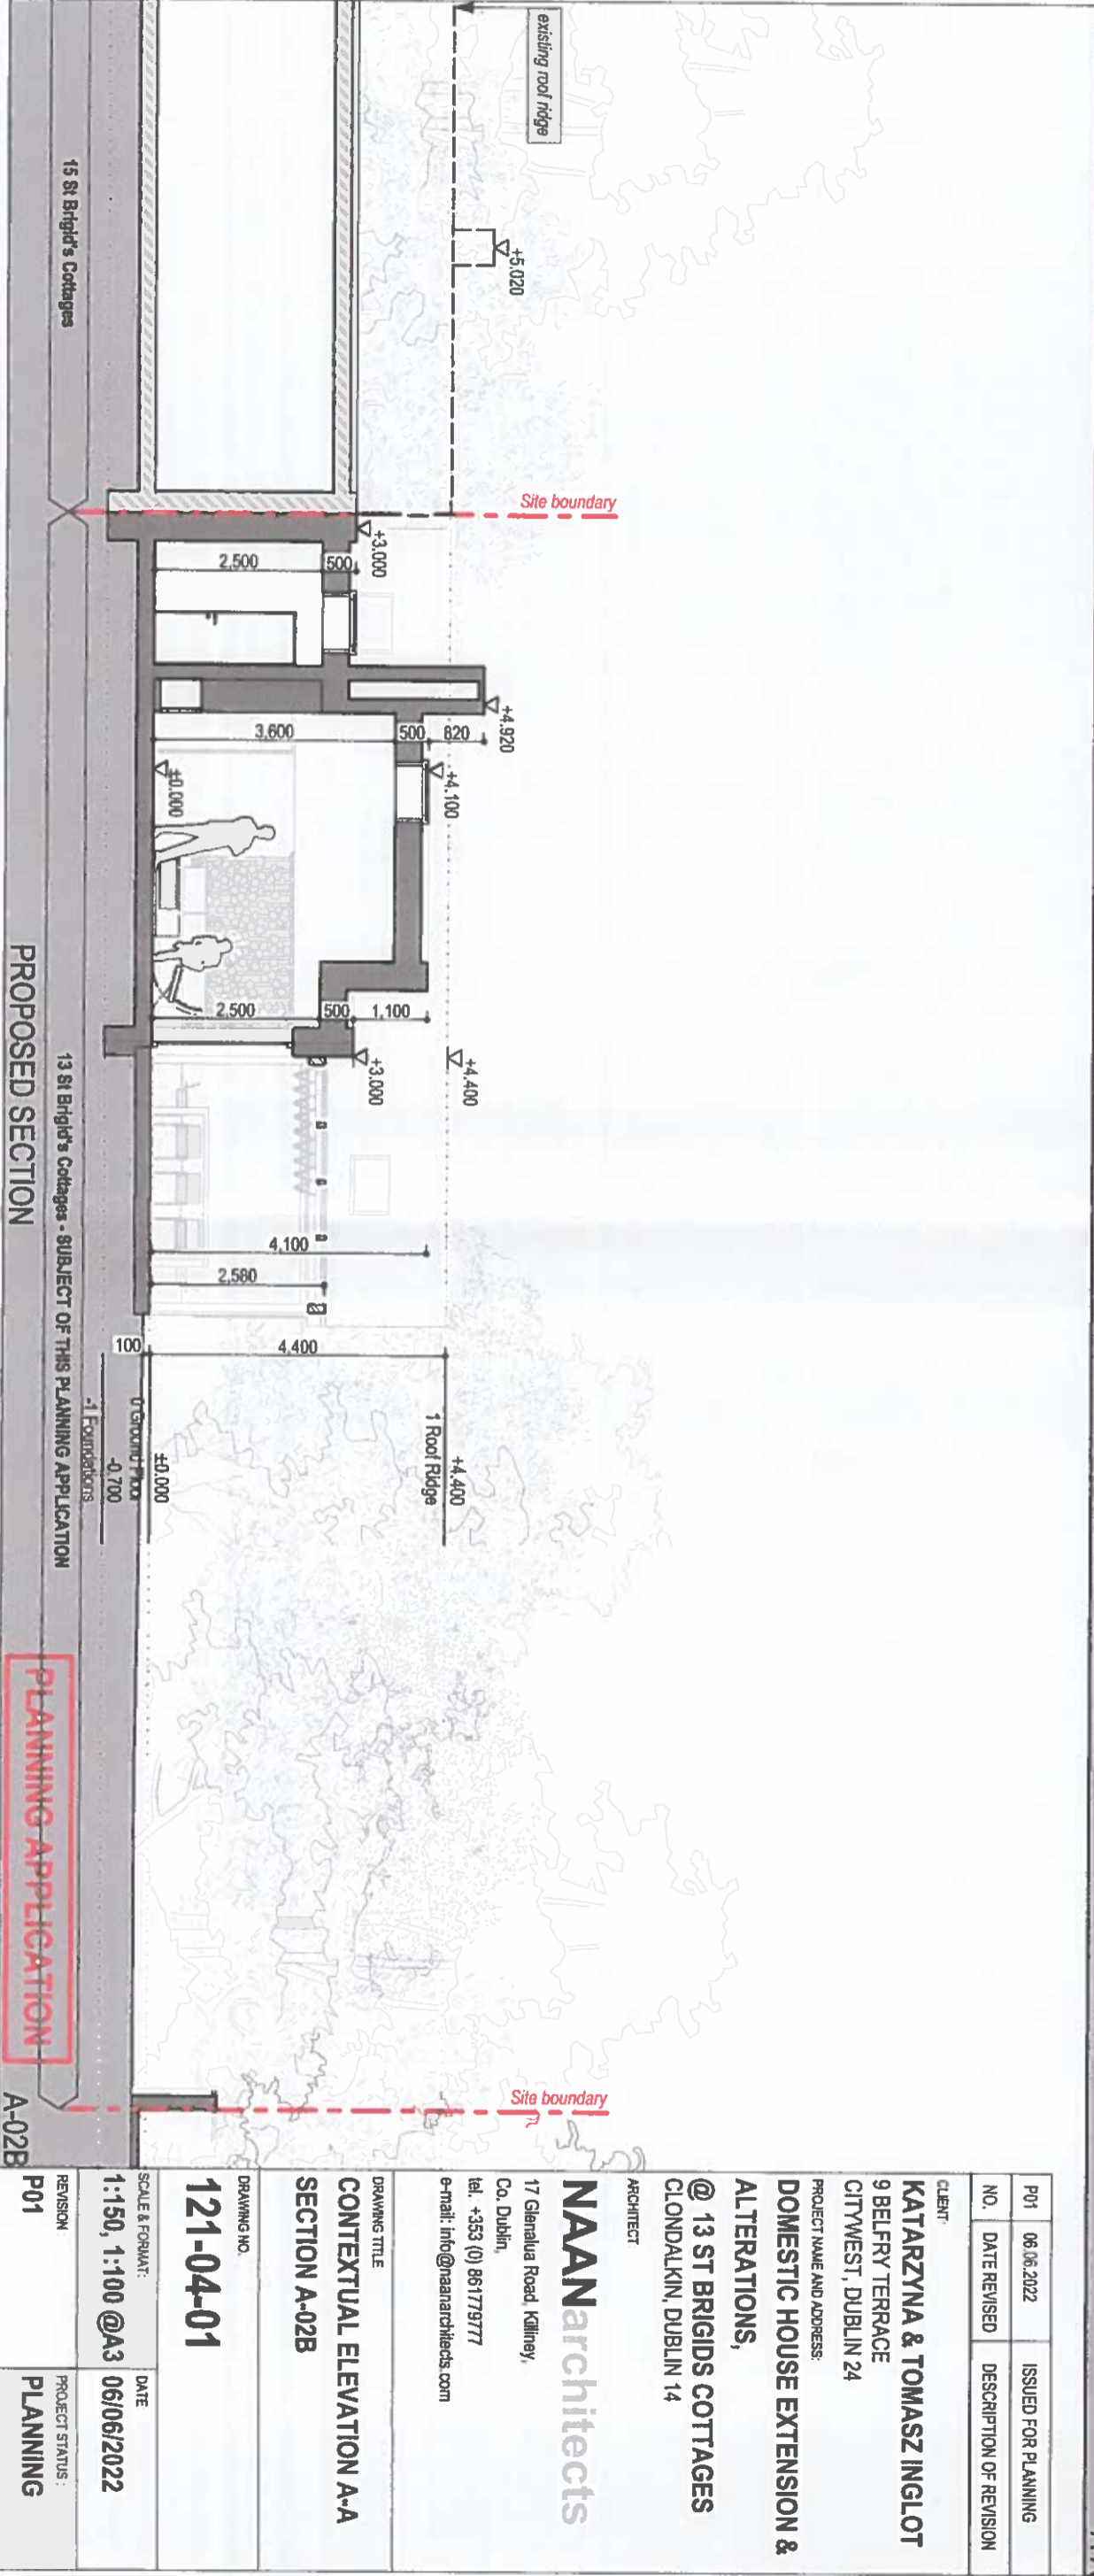 existing roof ridge
+5.020
Site boundary
+3.000
2,500
500
+4.920
3,600
500
820
+4.100
±0.000
2,500
500
1,100
+3.000
+4.400
4,100
2,580
100
4,400
+4.400
1 Roof Ridge
±0.000
0 Ground Floor
-0.700
-1 Foundations
Site boundary
15 St Brigid's Cottages
13 St Brigid's Cottages - SUBJECT OF THIS PLANNING APPLICATION
PROPOSED SECTION
PLANNING APPLICATION
A-02B
P01 06.06.2022 ISSUED FOR PLANNING
NO. DATE REVISED DESCRIPTION OF REVISION
CLIENT:
KATARZYNA & TOMASZ INGLOT
9 BELFRY TERRACE
CITYWEST, DUBLIN 24
PROJECT NAME AND ADDRESS:
DOMESTIC HOUSE EXTENSION &
ALTERATIONS,
@ 13 ST BRIGIDS COTTAGES
CLONDALKIN, DUBLIN 14
ARCHITECT
NAAN architects
17 Glenalua Road, Killiney,
Co. Dublin,
tel. +353 (0) 861779777
e-mail: info@naanarchitects.com
DRAWING TITLE
CONTEXTUAL ELEVATION A-A
SECTION A-02B
DRAWING NO.
121-04-01
SCALE & FORMAT: DATE
1:150, 1:100 @A3 06/06/2022
REVISION: PROJECT STATUS:
P01 PLANNING